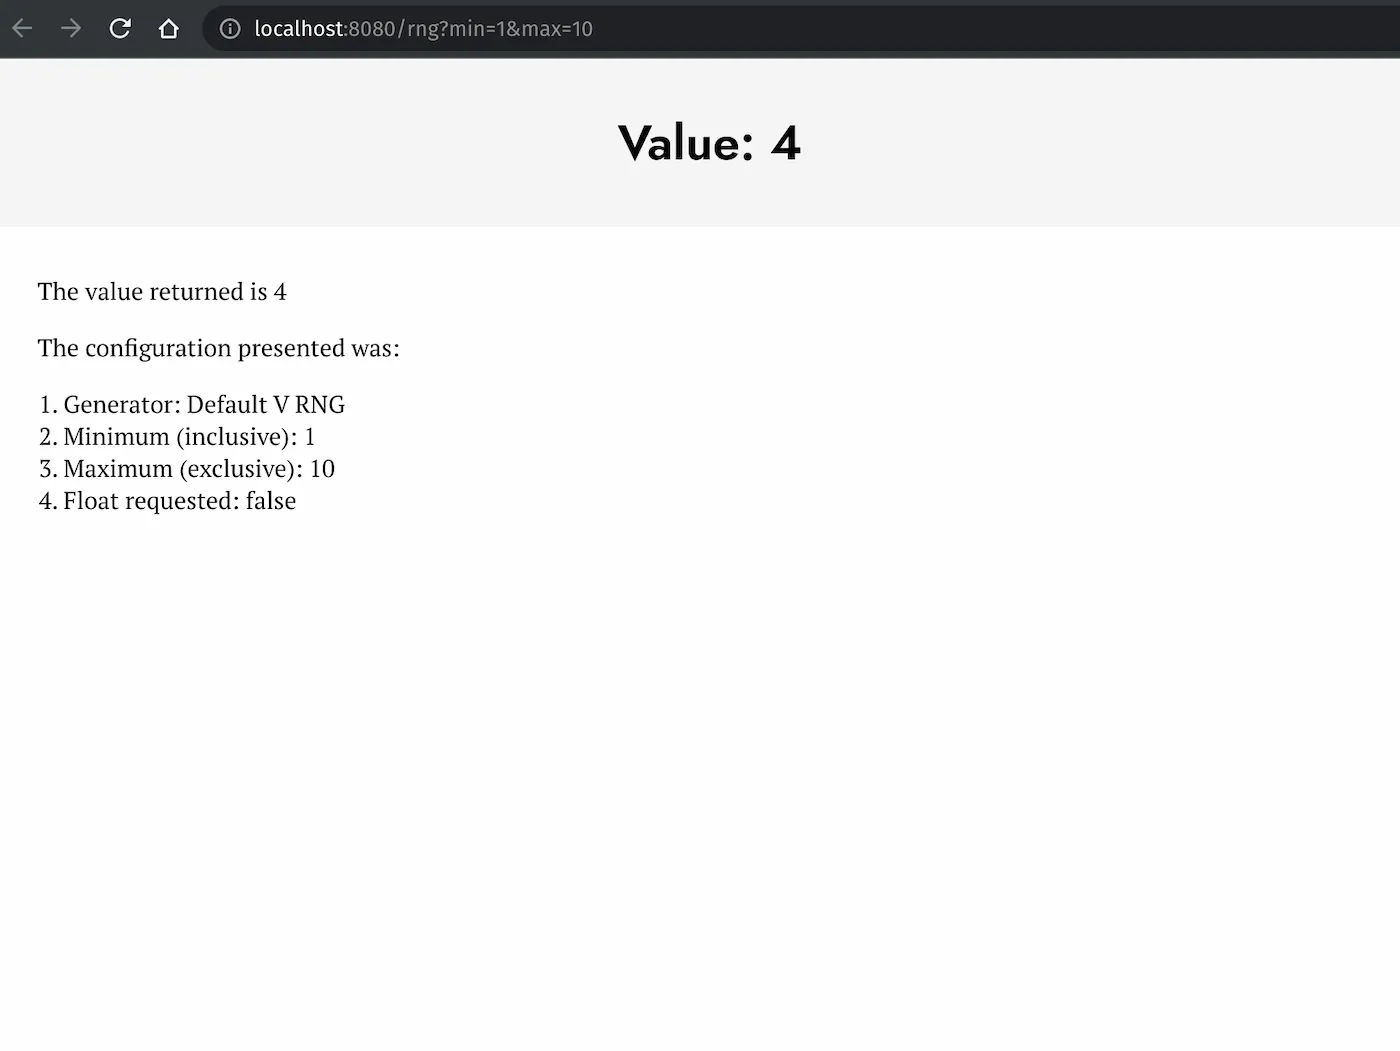 localhost:8080/rng?min=1&max=10
Value: 4
The value returned is 4
The configuration presented was:
1. Generator: Default V RNG
2. Minimum (inclusive): 1
3. Maximum (exclusive): 10
4. Float requested: false